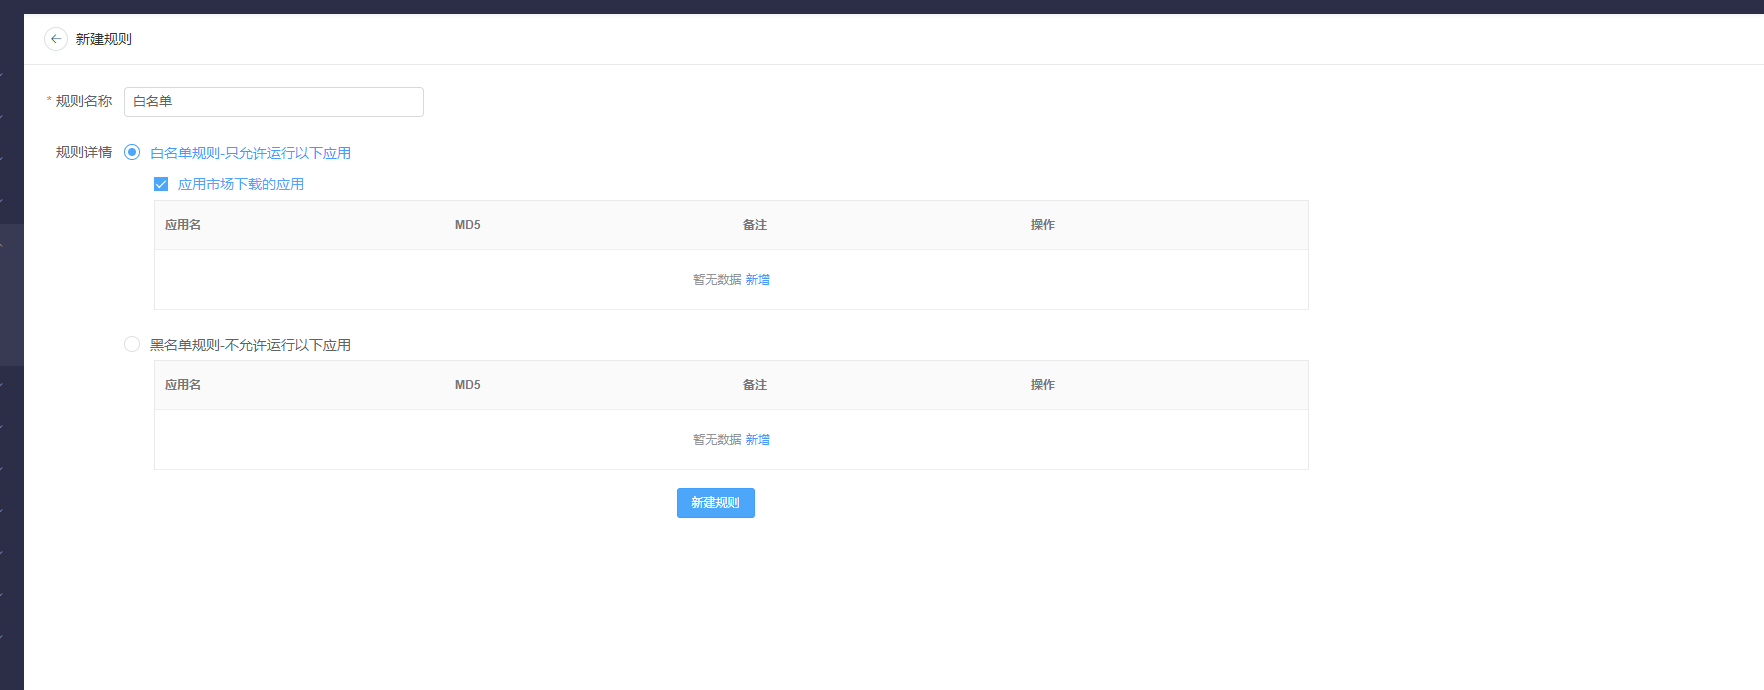 新建规则
* 规则名称 白名单
规则详情 白名单规则-只允许运行以下应用
应用市场下载的应用
应用名 MD5 备注 操作
暂无数据 新增
黑名单规则-不允许运行以下应用
应用名 MD5 备注 操作
暂无数据 新增
新建规则